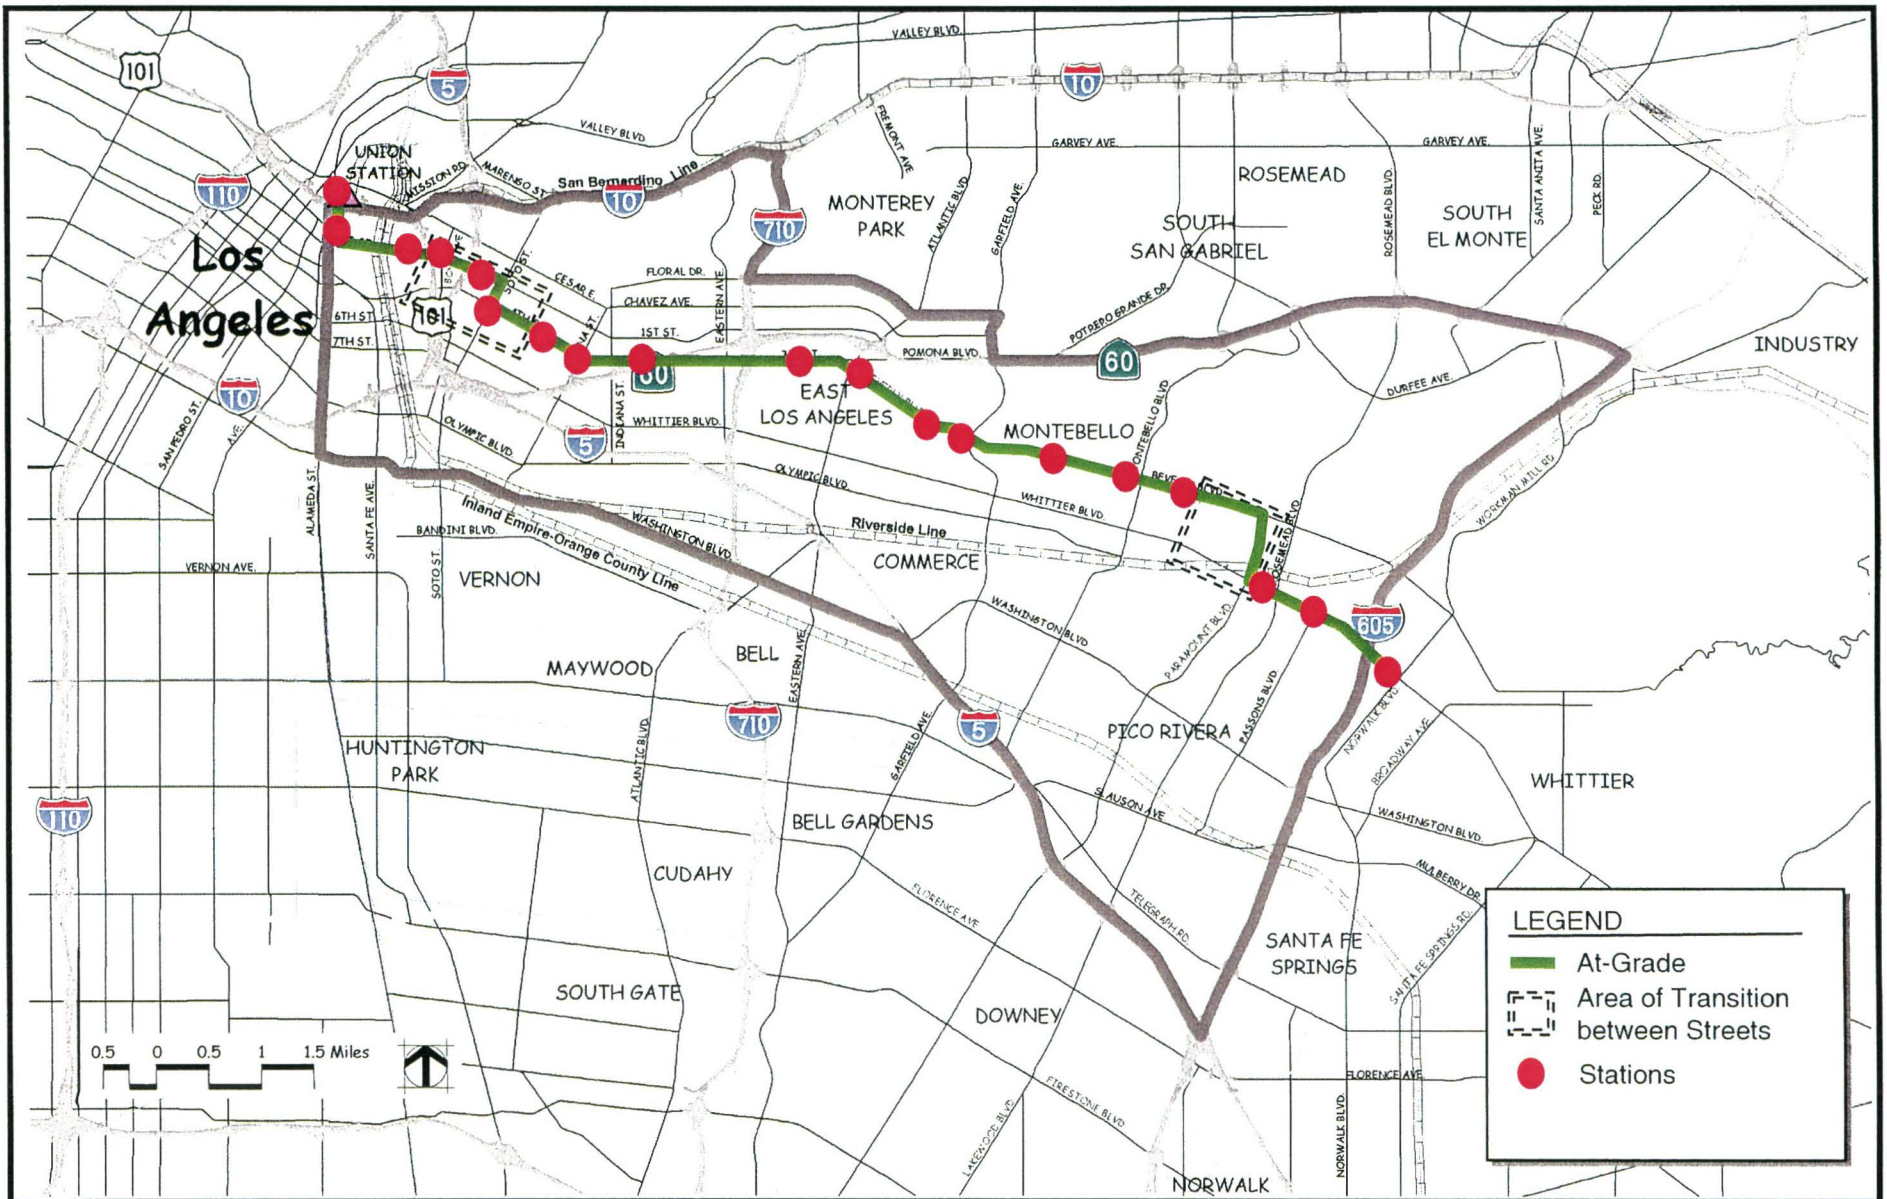 VALLEY BLVD.
101
5
10
FREMONT AVE
VALLEY BLVD
GARVEY AVE.
GARVEY AVE.
SANTA ANITA AVE.
PECK RD.
UNION
STATION
MISSION RD.
MARENGO ST.
San Bernardino Line
10
110
ROSEMEAD
MONTEREY
PARK
ATLANTIC BLVD.
GARFIELD AVE.
ROSEMEAD BLVD.
SOUTH
SAN GABRIEL
SOUTH
EL MONTE
710
Los
Angeles
FLORAL DR.
CESAR E.
CHAVEZ AVE.
EASTERN AVE.
POTREPO GRANDE DR.
101
6TH ST.
7TH ST.
1ST ST.
POMONA BLVD.
60
60
INDUSTRY
DURFEE AVE.
10
EAST
LOS ANGELES
SAN PEDRO ST.
AVE.
INDIANA ST.
WHITTIER BLVD.
OLYMPIC BLVD
5
MONTEBELLO
OLYMPIC BLVD.
WHITTIER BLVD.
WORKMAN MILL RD.
ALAMEDA ST.
SANTA FE AVE.
BANDINI BLVD.
Inland Empire-Orange County Line
WASHINGTON BLVD.
Riverside Line
COMMERCE
VERNON AVE.
SOTO ST.
VERNON
WASHINGTON BLVD
PARAMOUNT BLVD.
605
MAYWOOD
BELL
EASTERN AVE.
710
5
PICO RIVERA
PASSONS BLVD.
NORWALK BLVD.
BROADWAY AVE.
HUNTINGTON
PARK
ATLANTIC BLVD.
GARFIELD AVE.
WHITTIER
110
BELL GARDENS
SLAUSON AVE
WASHINGTON BLVD.
CUDAHY
MULBERRY DR.
FLORENCE AVE.
TELEGRAPH RD.
SANTA FE
SPRINGS
SANTA FE SPRINGS RD.
SOUTH GATE
DOWNEY
FIRESTONE BLVD
FLORENCE AVE.
LAKEWOOD BLVD.
NORWALK BLVD.
NORWALK
0.5 0 0.5 1 1.5 Miles
LEGEND
At-Grade
Area of Transition
between Streets
Stations